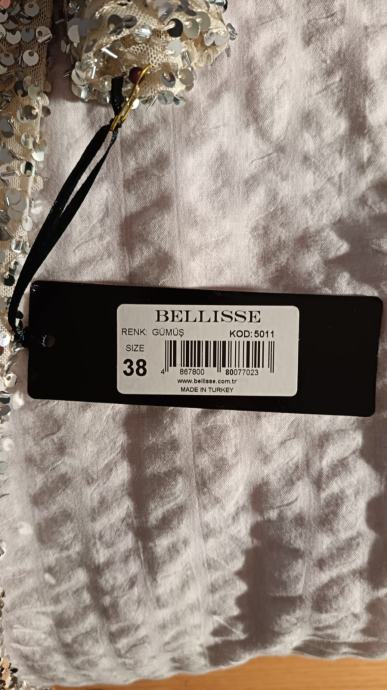 BELLISSE
RENK: GÜMÜŞ KOD:5011
SIZE
38
4 867800 80077023
www.bellisse.com.tr
MADE IN TURKEY